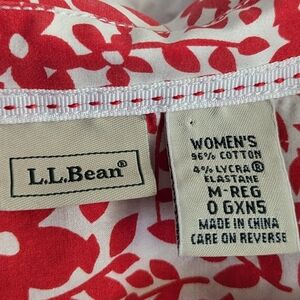 L.L.Bean®
WOMEN'S
96% COTTON
4% LYCRA®
ELASTANE
M-REG
0 GXN5
MADE IN CHINA
CARE ON REVERSE